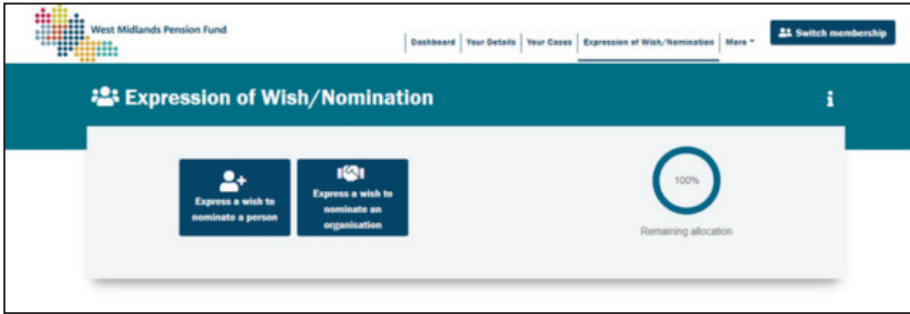 West Midlands Pension Fund
Dashboard Your Details Your Cases Expression of Wish/Nomination More
Switch membership
Expression of Wish/Nomination
i
Express a wish to
nominate a person
Express a wish to
nominate an
organisation
100%
Remaining allocation